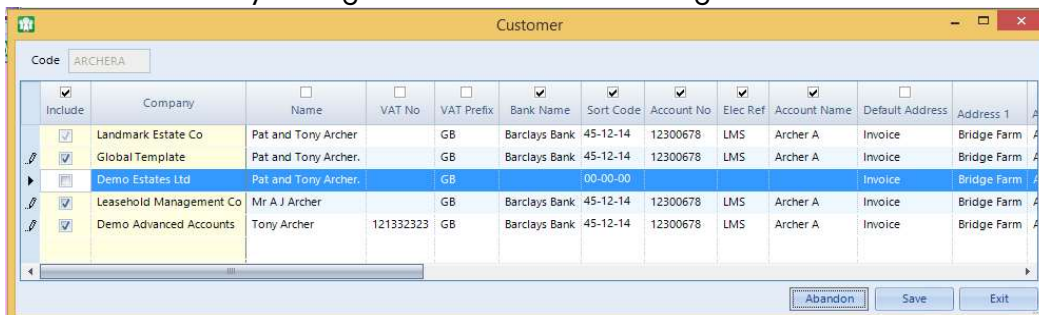 Customer
Code ARCHERA
Include Company Name VAT No VAT Prefix Bank Name Sort Code Account No Elec Ref Account Name Default Address Address 1 A
Landmark Estate Co Pat and Tony Archer GB Barclays Bank 45-12-14 12300678 LMS Archer A Invoice Bridge Farm A
Global Template Pat and Tony Archer. GB Barclays Bank 45-12-14 12300678 LMS Archer A Invoice Bridge Farm A
Demo Estates Ltd Pat and Tony Archer. GB 00-00-00 Invoice Bridge Farm A
Leasehold Management Co Mr A J Archer GB Barclays Bank 45-12-14 12300678 LMS Archer A Invoice Bridge Farm A
Demo Advanced Accounts Tony Archer 121332323 GB Barclays Bank 45-12-14 12300678 LMS Archer A Invoice Bridge Farm A
Abandon Save Exit